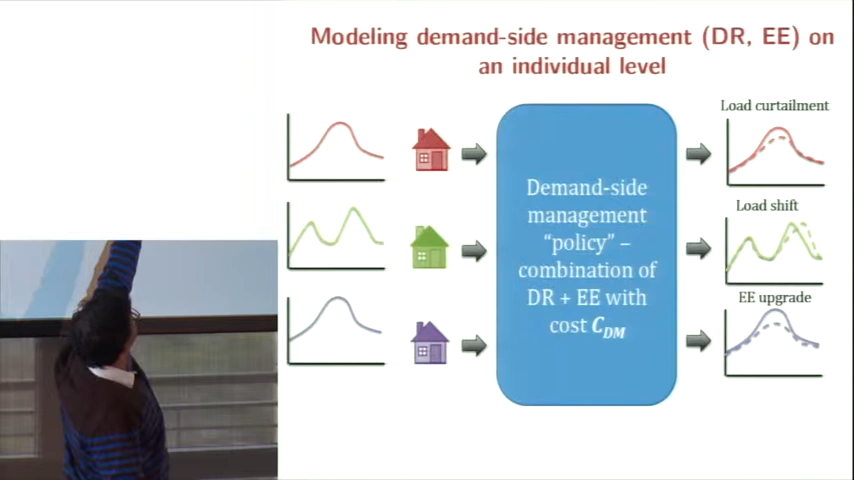 Modeling demand-side management (DR, EE) on
an individual level
Load curtailment
Demand-side
management
“policy” –
combination of
DR + EE with
cost C_DM
Load shift
EE upgrade